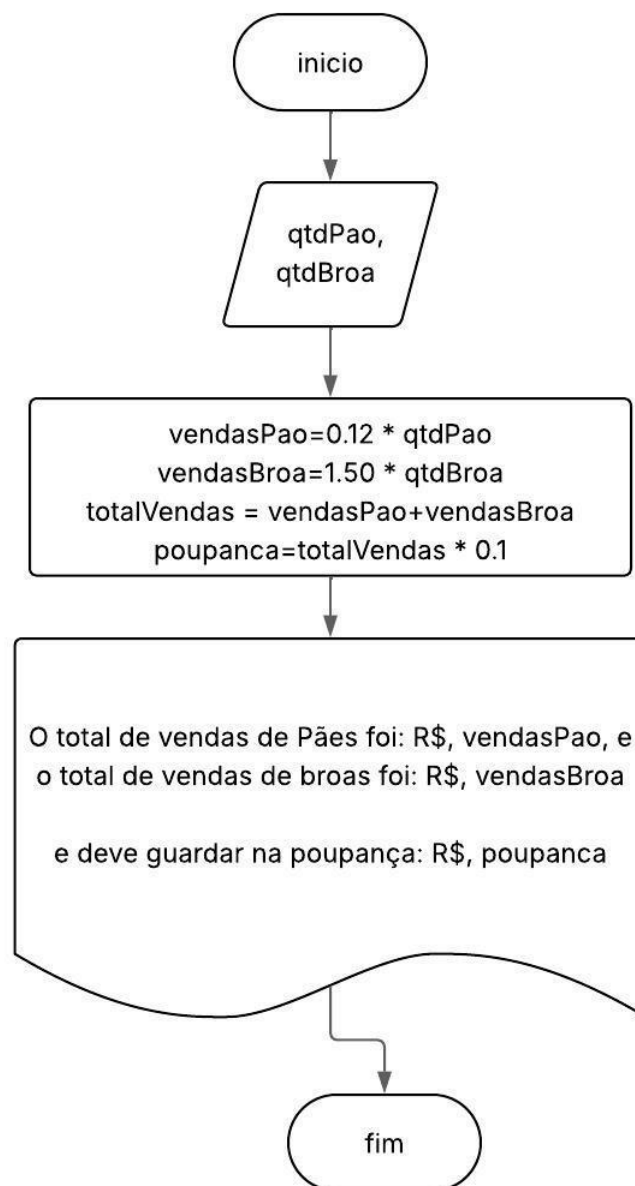 inicio
qtdPao,
qtdBroa
vendasPao=0.12 * qtdPao
vendasBroa=1.50 * qtdBroa
totalVendas = vendasPao+vendasBroa
poupanca=totalVendas * 0.1
O total de vendas de Pães foi: R$, vendasPao, e
o total de vendas de broas foi: R$, vendasBroa
e deve guardar na poupança: R$, poupanca
fim